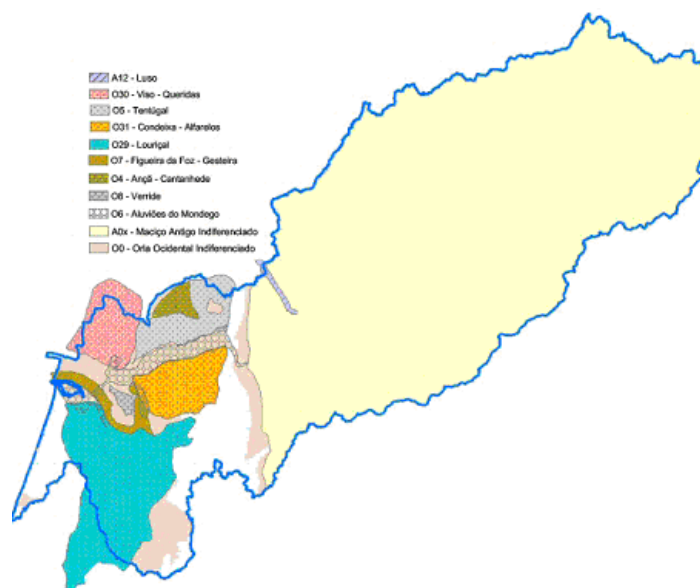 A12 - Luso
O30 - Viso - Queridas
O5 - Tentúgal
O31 - Condeixa - Alfarelos
O29 - Louriçal
O7 - Figueira da Foz - Gesteira
O4 - Ançã - Cantanhede
O8 - Verride
O6 - Aluviões do Mondego
A0x - Maciço Antigo Indiferenciado
O0 - Orla Ocidental Indiferenciado